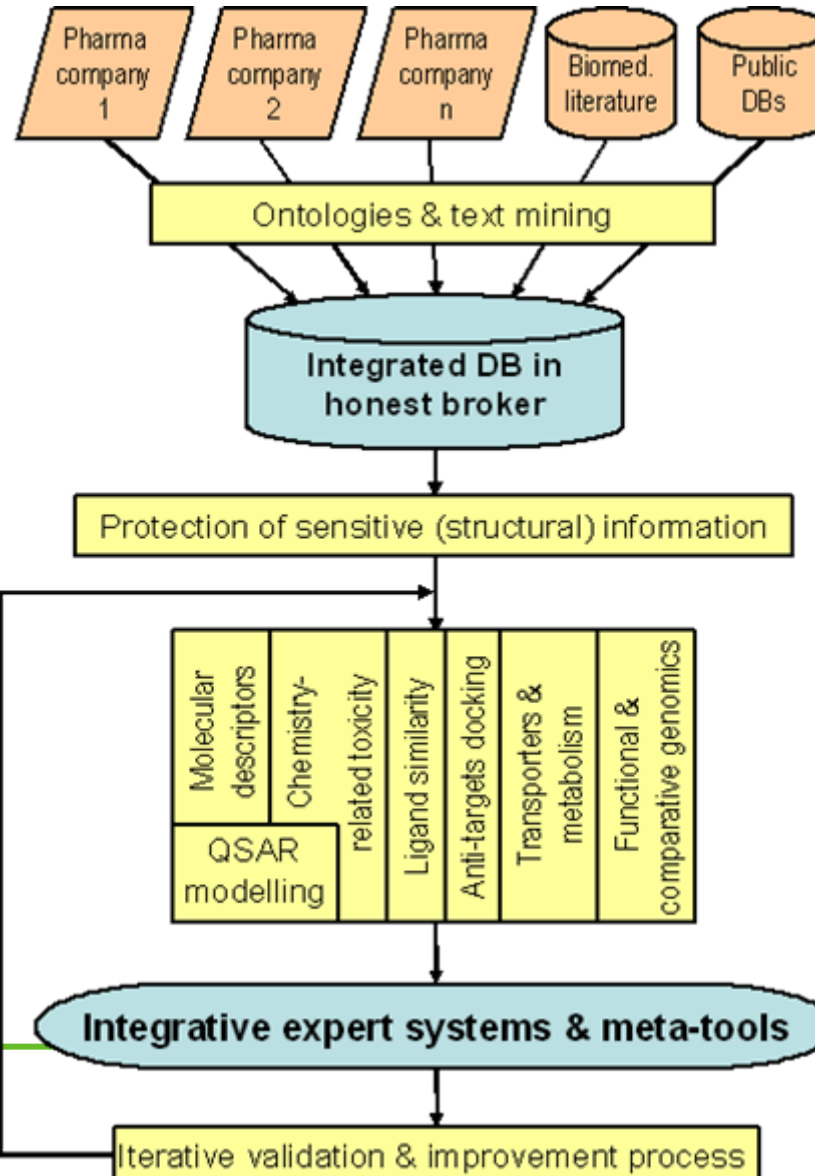 Pharma
company
1
Pharma
company
2
Pharma
company
n
Biomed.
literature
Public
DBs
Ontologies & text mining
Integrated DB in
honest broker
Protection of sensitive (structural) information
Molecular
descriptors
Chemistry-
related toxicity
QSAR
modelling
Ligand similarity
Anti-targets docking
Transporters &
metabolism
Functional &
comparative genomics
Integrative expert systems & meta-tools
Iterative validation & improvement process